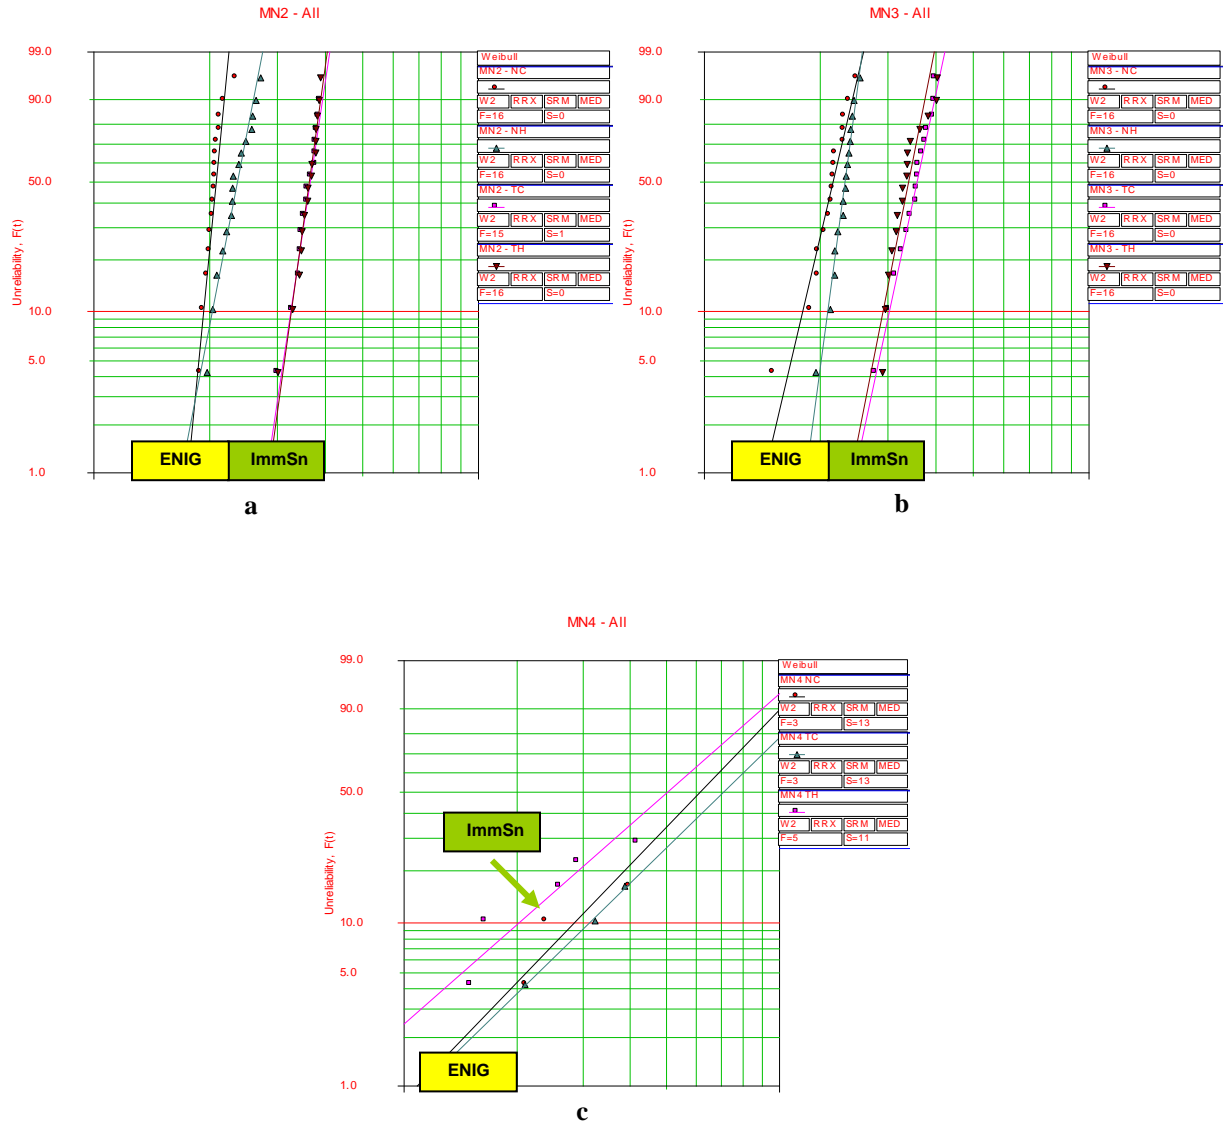 MN2 - All
99.0
90.0
50.0
10.0
5.0
1.0
Unreliability, F(t)
Weibull
MN2 - NC
W2 RRX SRM MED
F=16 S=0
MN2 - NH
W2 RRX SRM MED
F=16 S=0
MN2 - TC
W2 RRX SRM MED
F=15 S=1
MN2 - TH
W2 RRX SRM MED
F=16 S=0
ENIG ImmSn
a
MN3 - All
99.0
90.0
50.0
10.0
5.0
1.0
Unreliability, F(t)
Weibull
MN3 - NC
W2 RRX SRM MED
F=16 S=0
MN3 - NH
W2 RRX SRM MED
F=16 S=0
MN3 - TC
W2 RRX SRM MED
F=16 S=0
MN3 - TH
W2 RRX SRM MED
F=16 S=0
ENIG ImmSn
b
MN4 - All
99.0
90.0
50.0
10.0
5.0
1.0
Unreliability, F(t)
Weibull
MN4 NC
W2 RRX SRM MED
F=3 S=13
MN4 TC
W2 RRX SRM MED
F=3 S=13
MN4 TH
W2 RRX SRM MED
F=5 S=11
ImmSn
ENIG
c